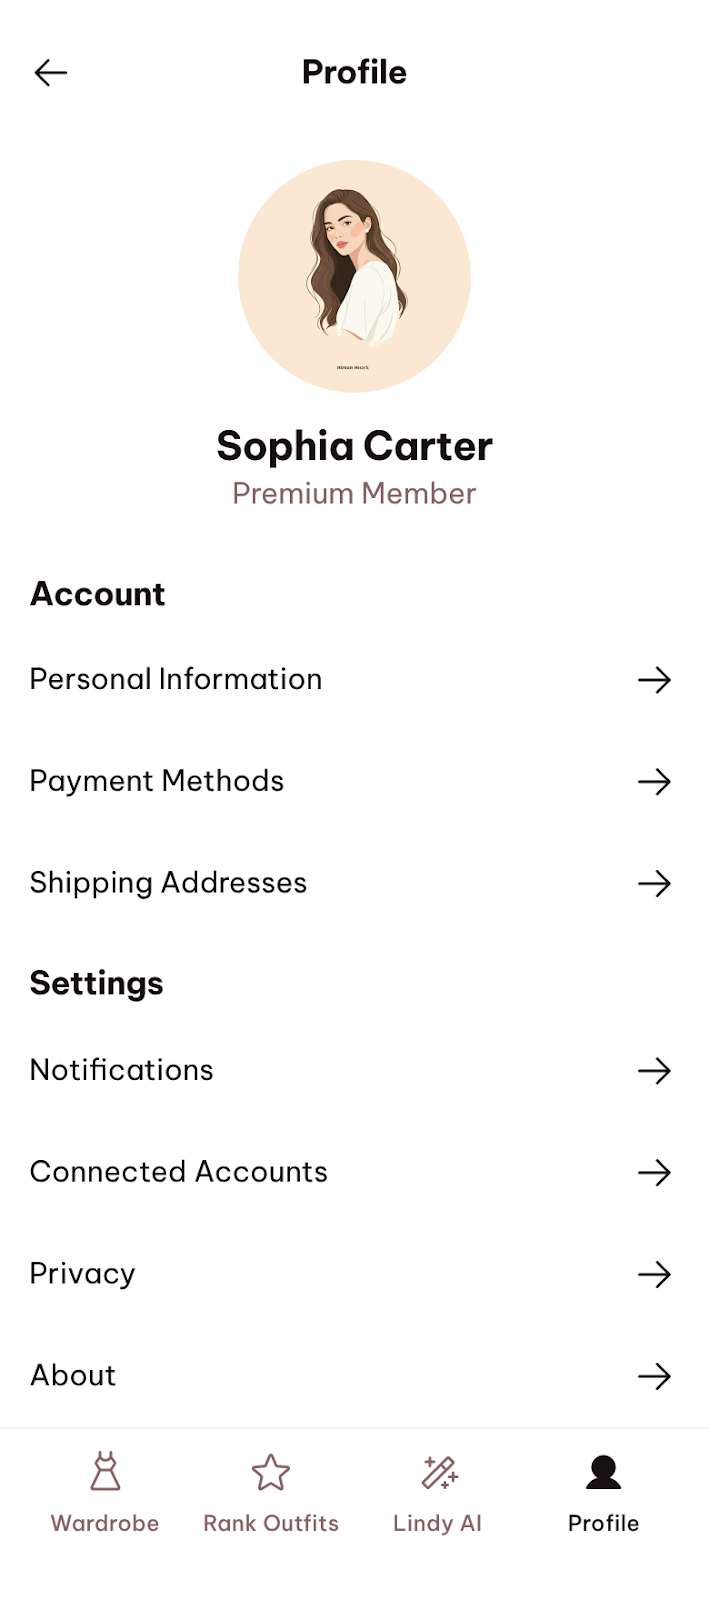 Profile
Sophia Carter
Premium Member
Account
Personal Information
Payment Methods
Shipping Addresses
Settings
Notifications
Connected Accounts
Privacy
About
Wardrobe
Rank Outfits
Lindy AI
Profile